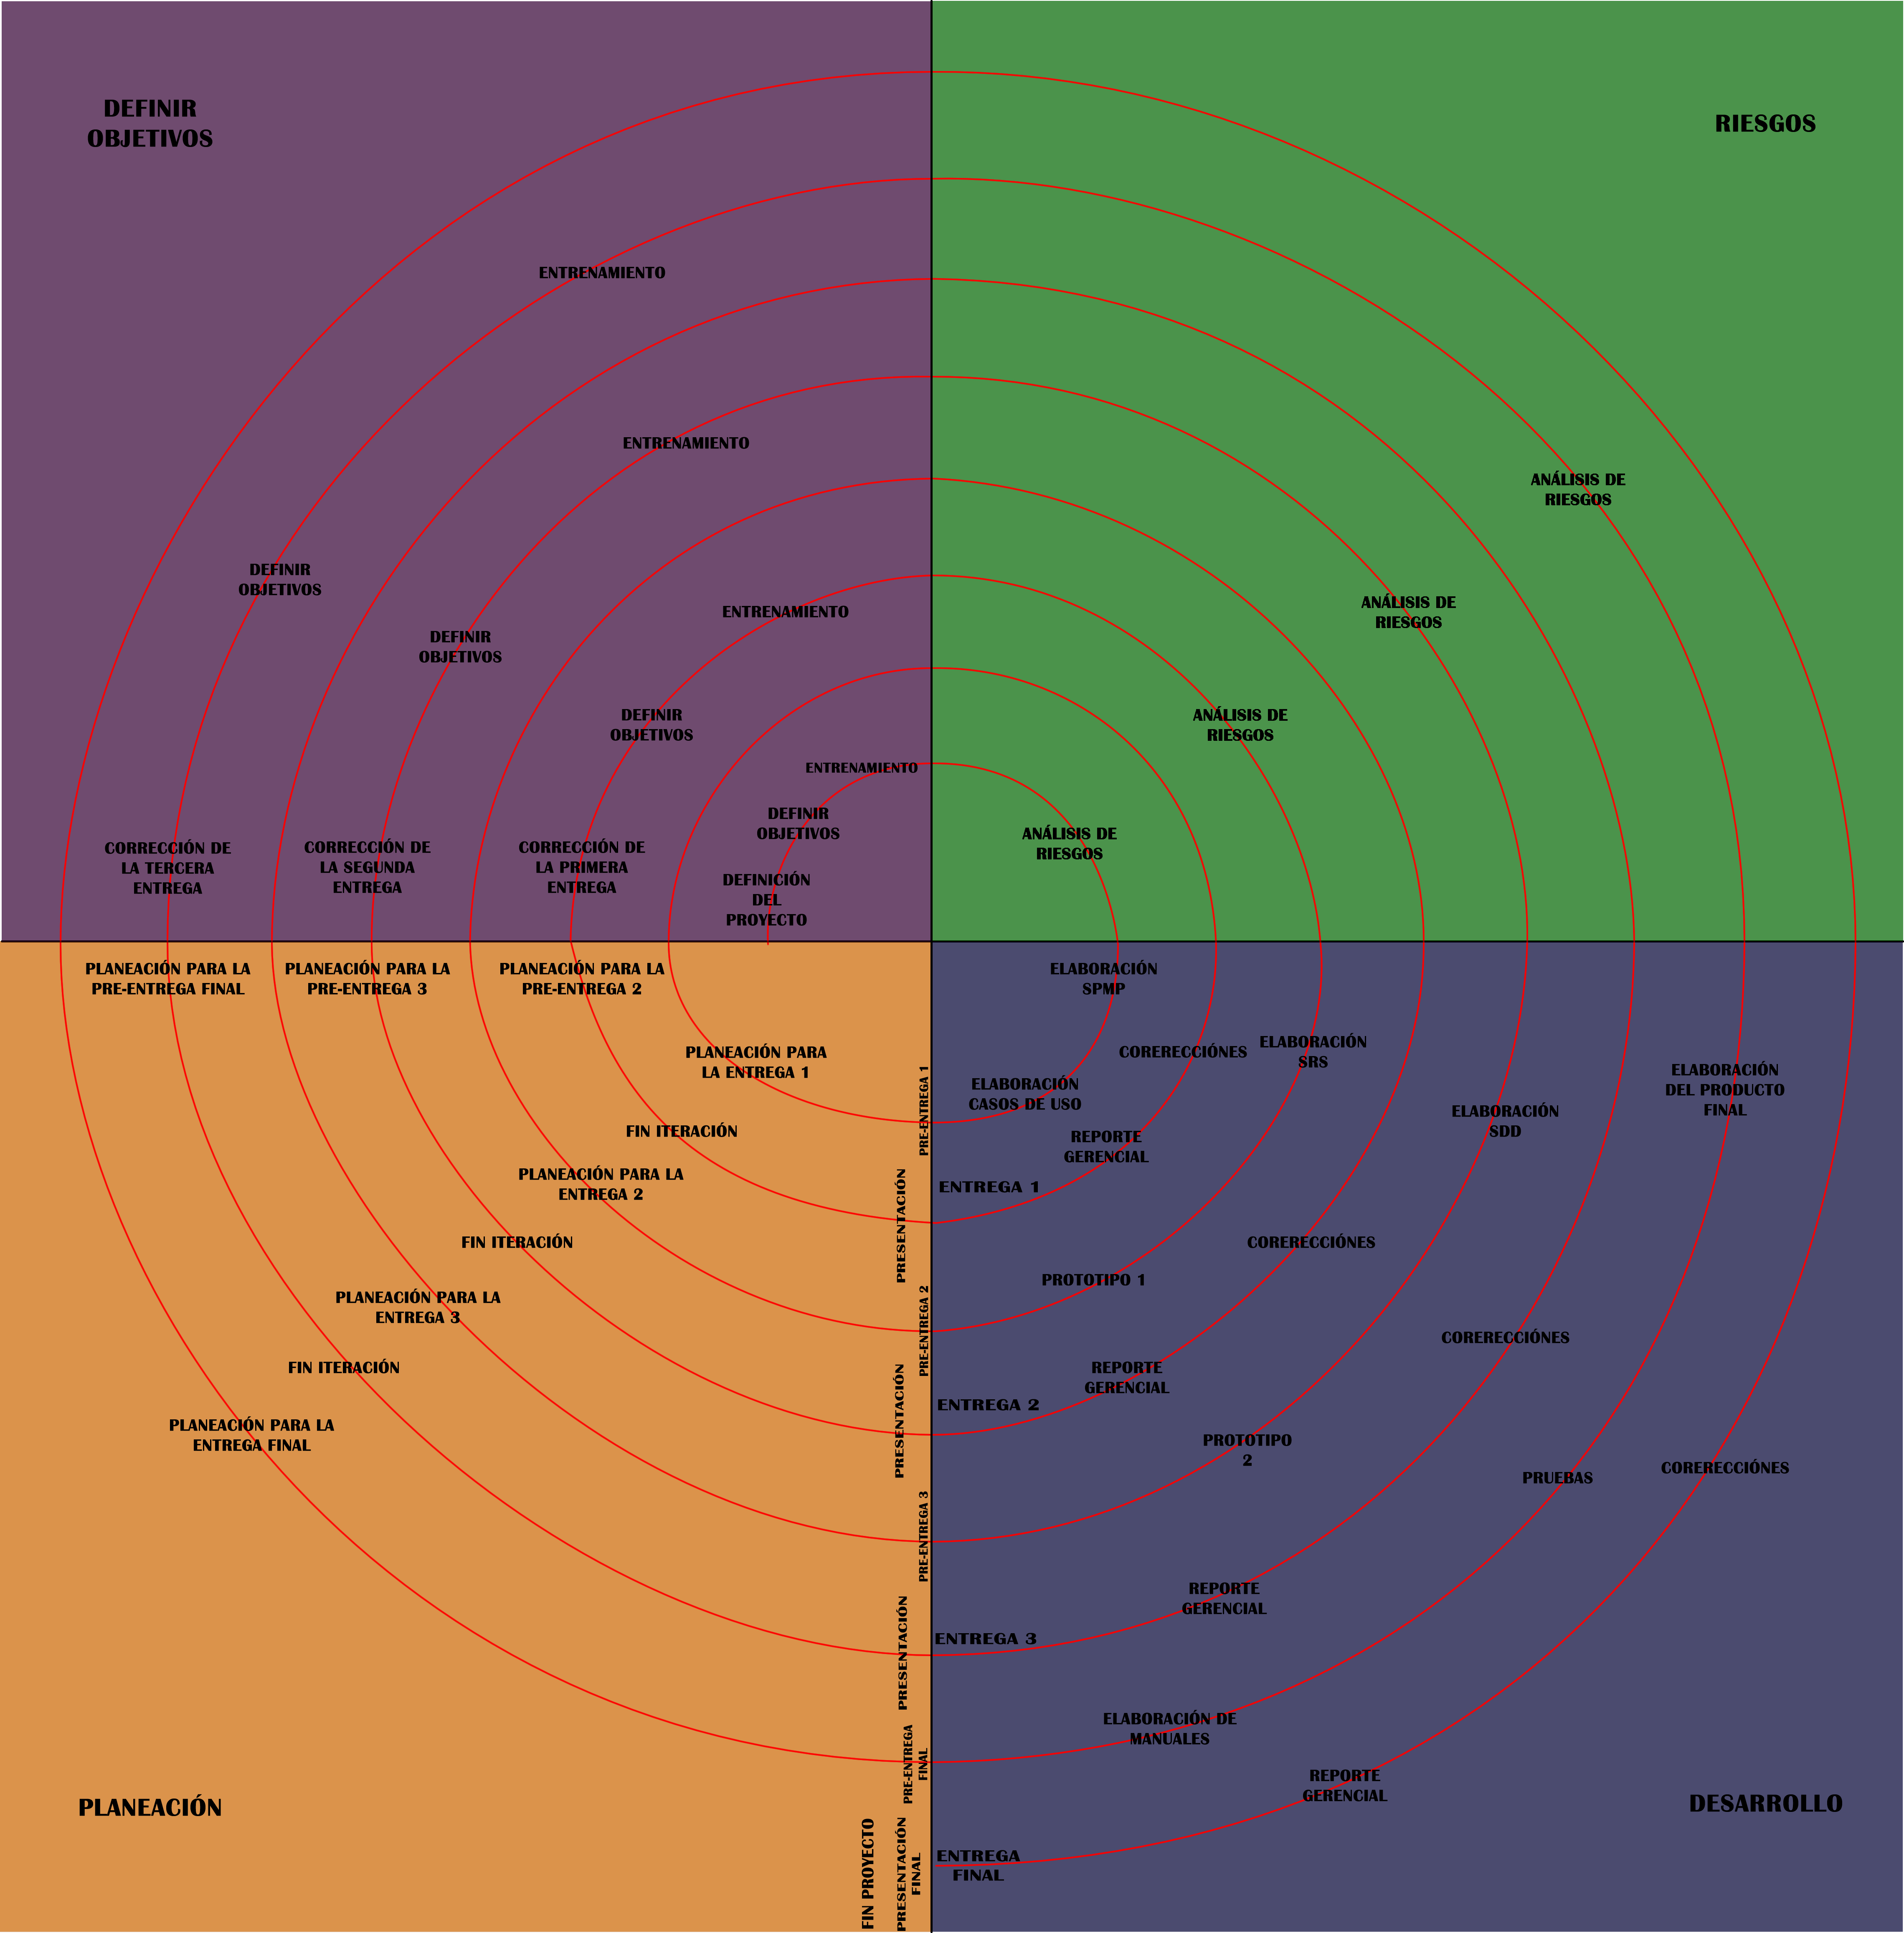 DEFINIR
OBJETIVOS
ENTRENAMIENTO
ENTRENAMIENTO
DEFINIR
OBJETIVOS
ENTRENAMIENTO
DEFINIR
OBJETIVOS
DEFINIR
OBJETIVOS
ENTRENAMIENTO
DEFINIR
OBJETIVOS
CORRECCIÓN DE
LA TERCERA
ENTREGA
CORRECCIÓN DE
LA SEGUNDA
ENTREGA
CORRECCIÓN DE
LA PRIMERA
ENTREGA
DEFINICIÓN
DEL
PROYECTO
RIESGOS
ANÁLISIS DE
RIESGOS
ANÁLISIS DE
RIESGOS
ANÁLISIS DE
RIESGOS
ANÁLISIS DE
RIESGOS
PLANEACIÓN PARA LA
PRE-ENTREGA FINAL
PLANEACIÓN PARA LA
PRE-ENTREGA 3
PLANEACIÓN PARA LA
PRE-ENTREGA 2
PLANEACIÓN PARA
LA ENTREGA 1
FIN ITERACIÓN
PLANEACIÓN PARA LA
ENTREGA 2
FIN ITERACIÓN
PLANEACIÓN PARA LA
ENTREGA 3
FIN ITERACIÓN
PLANEACIÓN PARA LA
ENTREGA FINAL
PLANEACIÓN
PRE-ENTREGA 1
PRESENTACIÓN
PRE-ENTREGA 2
PRESENTACIÓN
PRE-ENTREGA 3
PRESENTACIÓN
PRE-ENTREGA
FINAL
FIN PROYECTO
PRESENTACIÓN
FINAL
ELABORACIÓN
SPMP
CORERECCIÓNES
ELABORACIÓN
SRS
ELABORACIÓN
CASOS DE USO
ELABORACIÓN
DEL PRODUCTO
FINAL
ELABORACIÓN
SDD
REPORTE
GERENCIAL
ENTREGA 1
CORERECCIÓNES
PROTOTIPO 1
CORERECCIÓNES
REPORTE
GERENCIAL
ENTREGA 2
PROTOTIPO
2
CORERECCIÓNES
PRUEBAS
REPORTE
GERENCIAL
ENTREGA 3
ELABORACIÓN DE
MANUALES
REPORTE
GERENCIAL
DESARROLLO
ENTREGA
FINAL